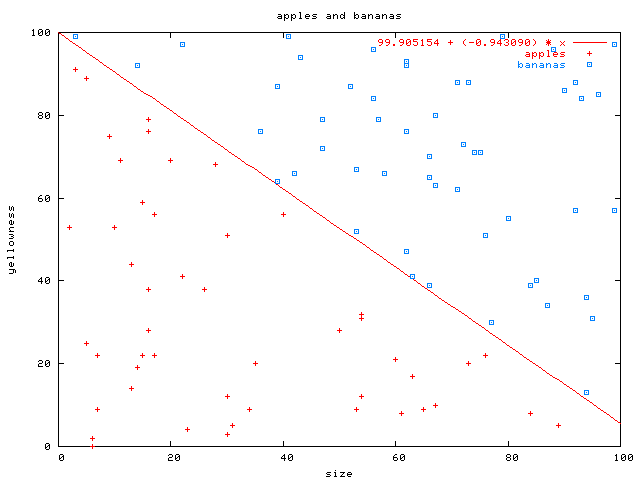 apples and bananas
99.905154 + (-0.943090) * x
apples
bananas
100
80
60
40
20
0
yellowness
0 20 40 60 80 100
size